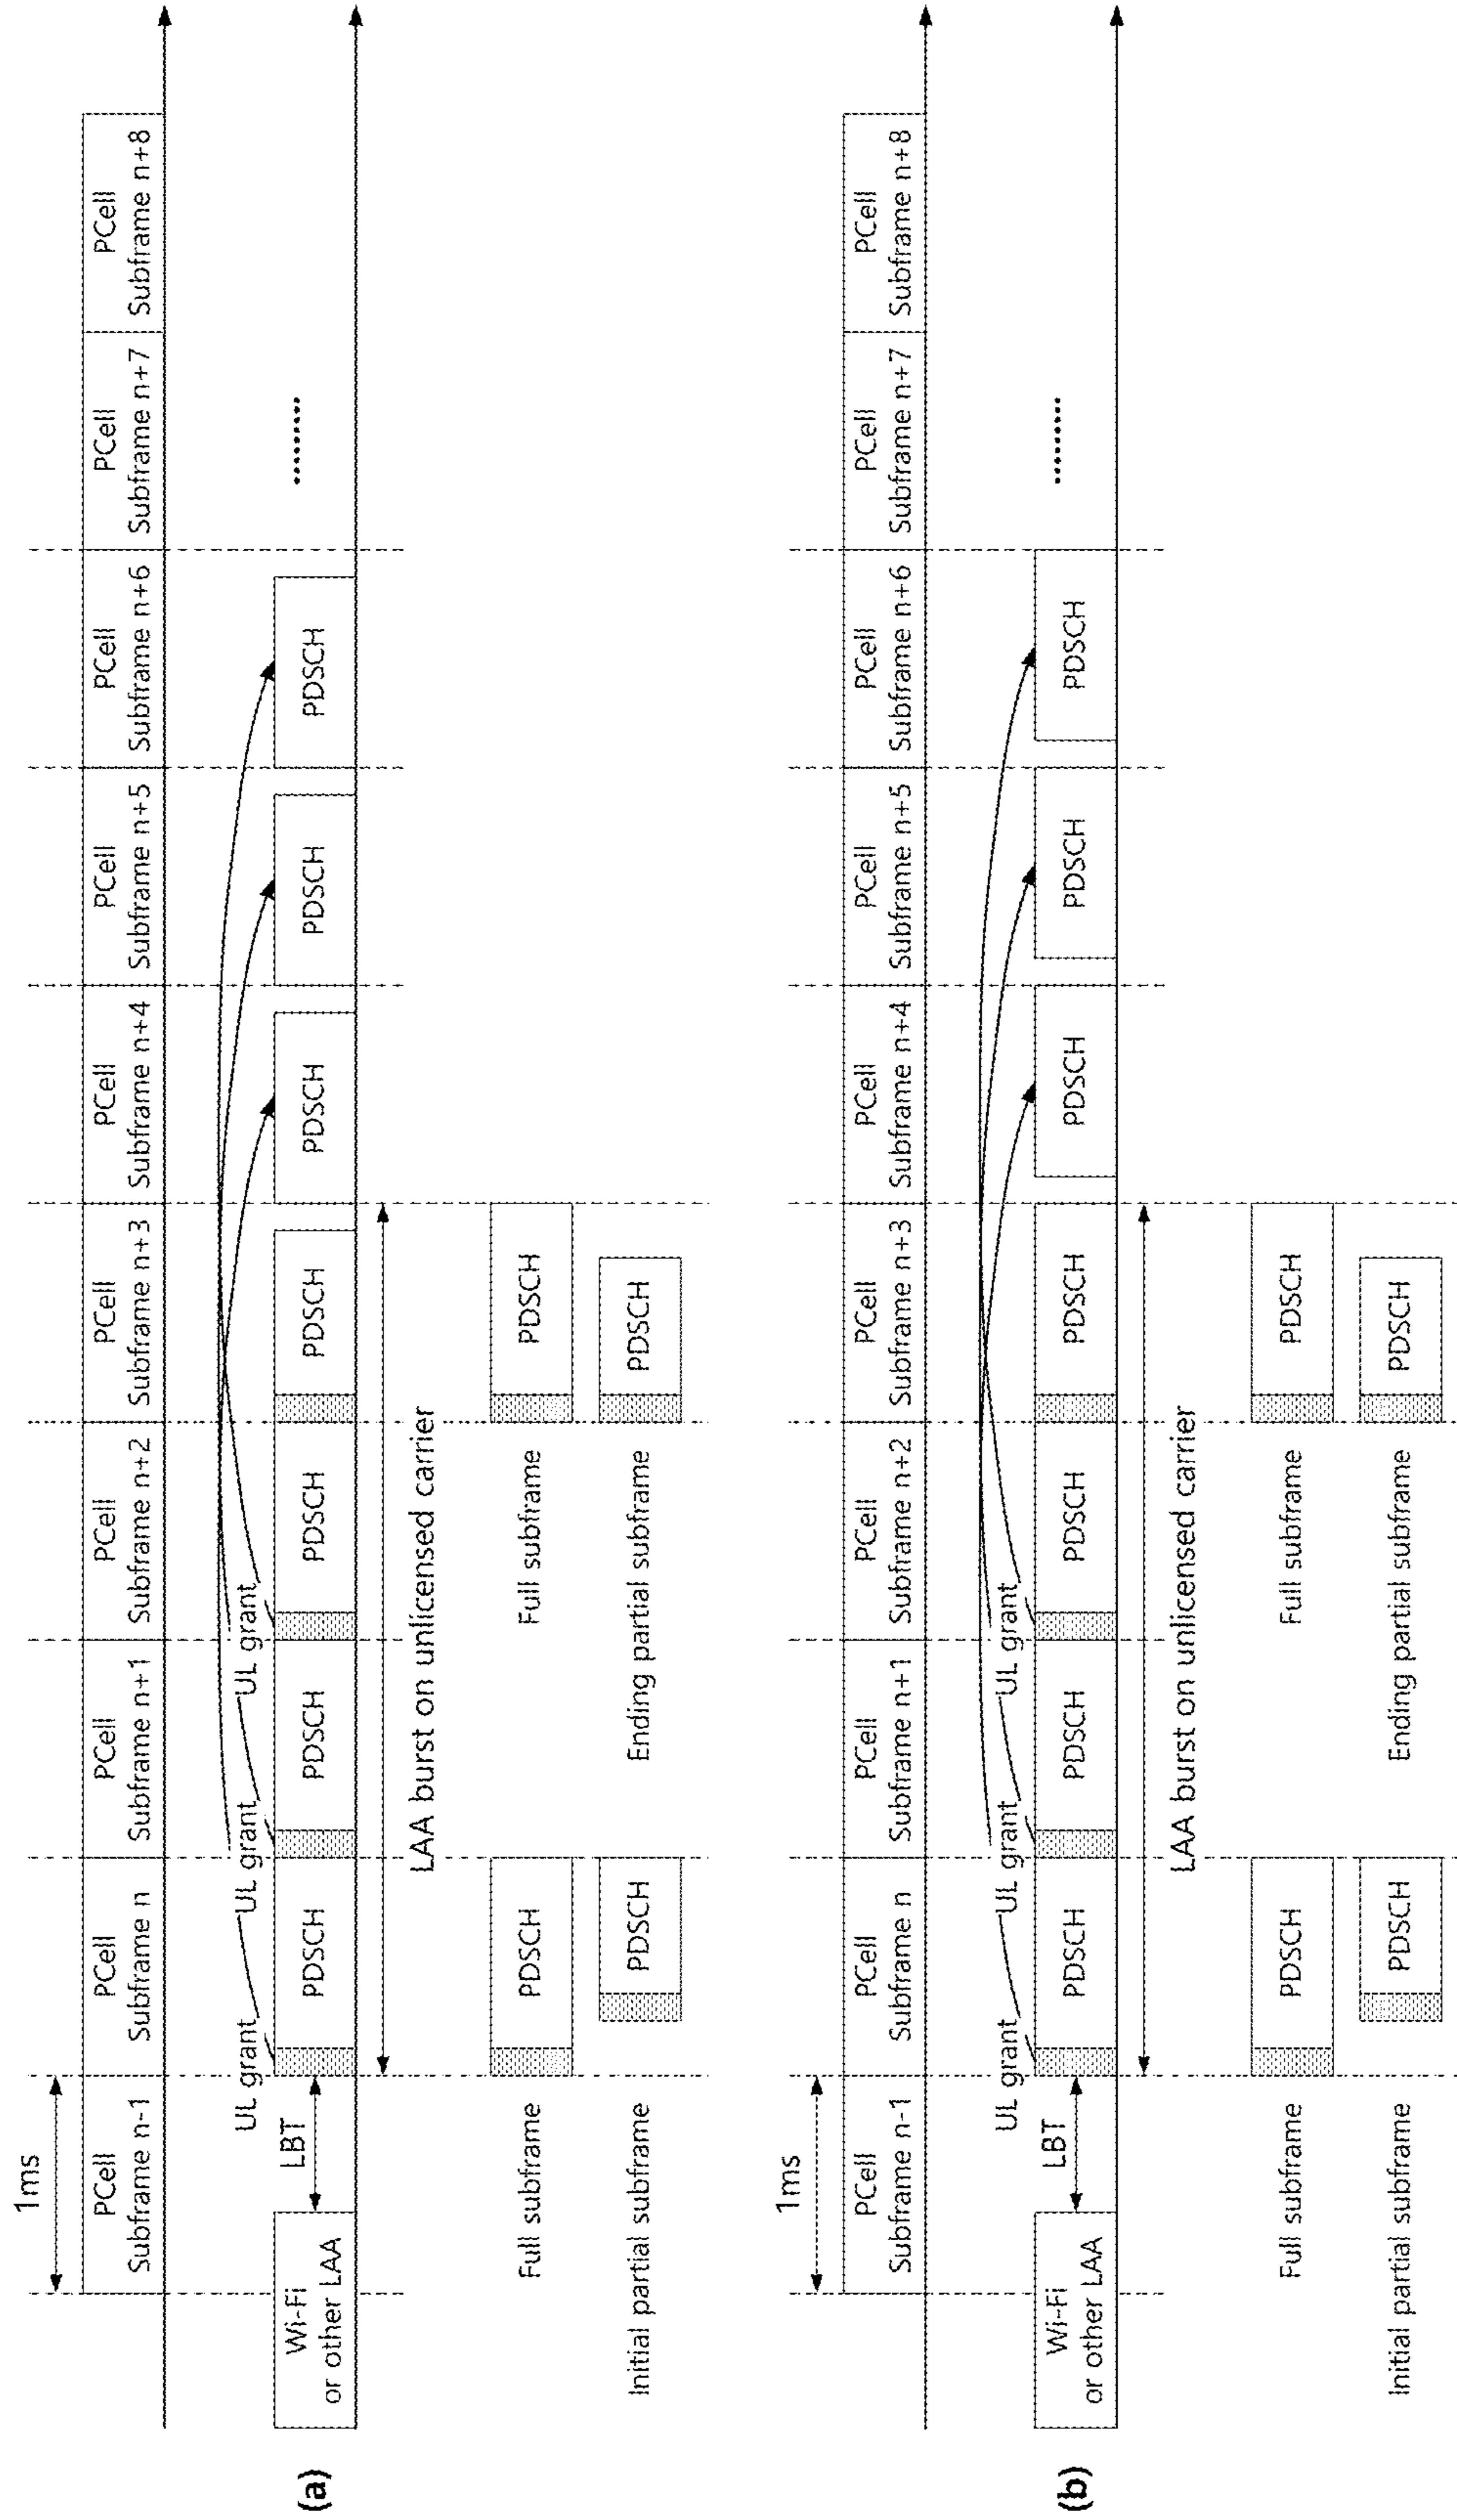 (a)
1ms
PCell
Subframe n-1
PCell
Subframe n
PCell
Subframe n+1
PCell
Subframe n+2
PCell
Subframe n+3
PCell
Subframe n+4
PCell
Subframe n+5
PCell
Subframe n+6
PCell
Subframe n+7
PCell
Subframe n+8
UL grant
UL grant
UL grant
Wi-Fi
or other LAA
LBT
PDSCH
PDSCH
PDSCH
PDSCH
PDSCH
PDSCH
PDSCH
.........
LAA burst on unlicensed carrier
Full subframe
PDSCH
Full subframe
PDSCH
Initial partial subframe
PDSCH
Ending partial subframe
PDSCH
(b)
1ms
PCell
Subframe n-1
PCell
Subframe n
PCell
Subframe n+1
PCell
Subframe n+2
PCell
Subframe n+3
PCell
Subframe n+4
PCell
Subframe n+5
PCell
Subframe n+6
PCell
Subframe n+7
PCell
Subframe n+8
UL grant
UL grant
UL grant
Wi-Fi
or other LAA
LBT
PDSCH
PDSCH
PDSCH
PDSCH
PDSCH
PDSCH
PDSCH
.........
LAA burst on unlicensed carrier
Full subframe
PDSCH
Full subframe
PDSCH
Initial partial subframe
PDSCH
Ending partial subframe
PDSCH